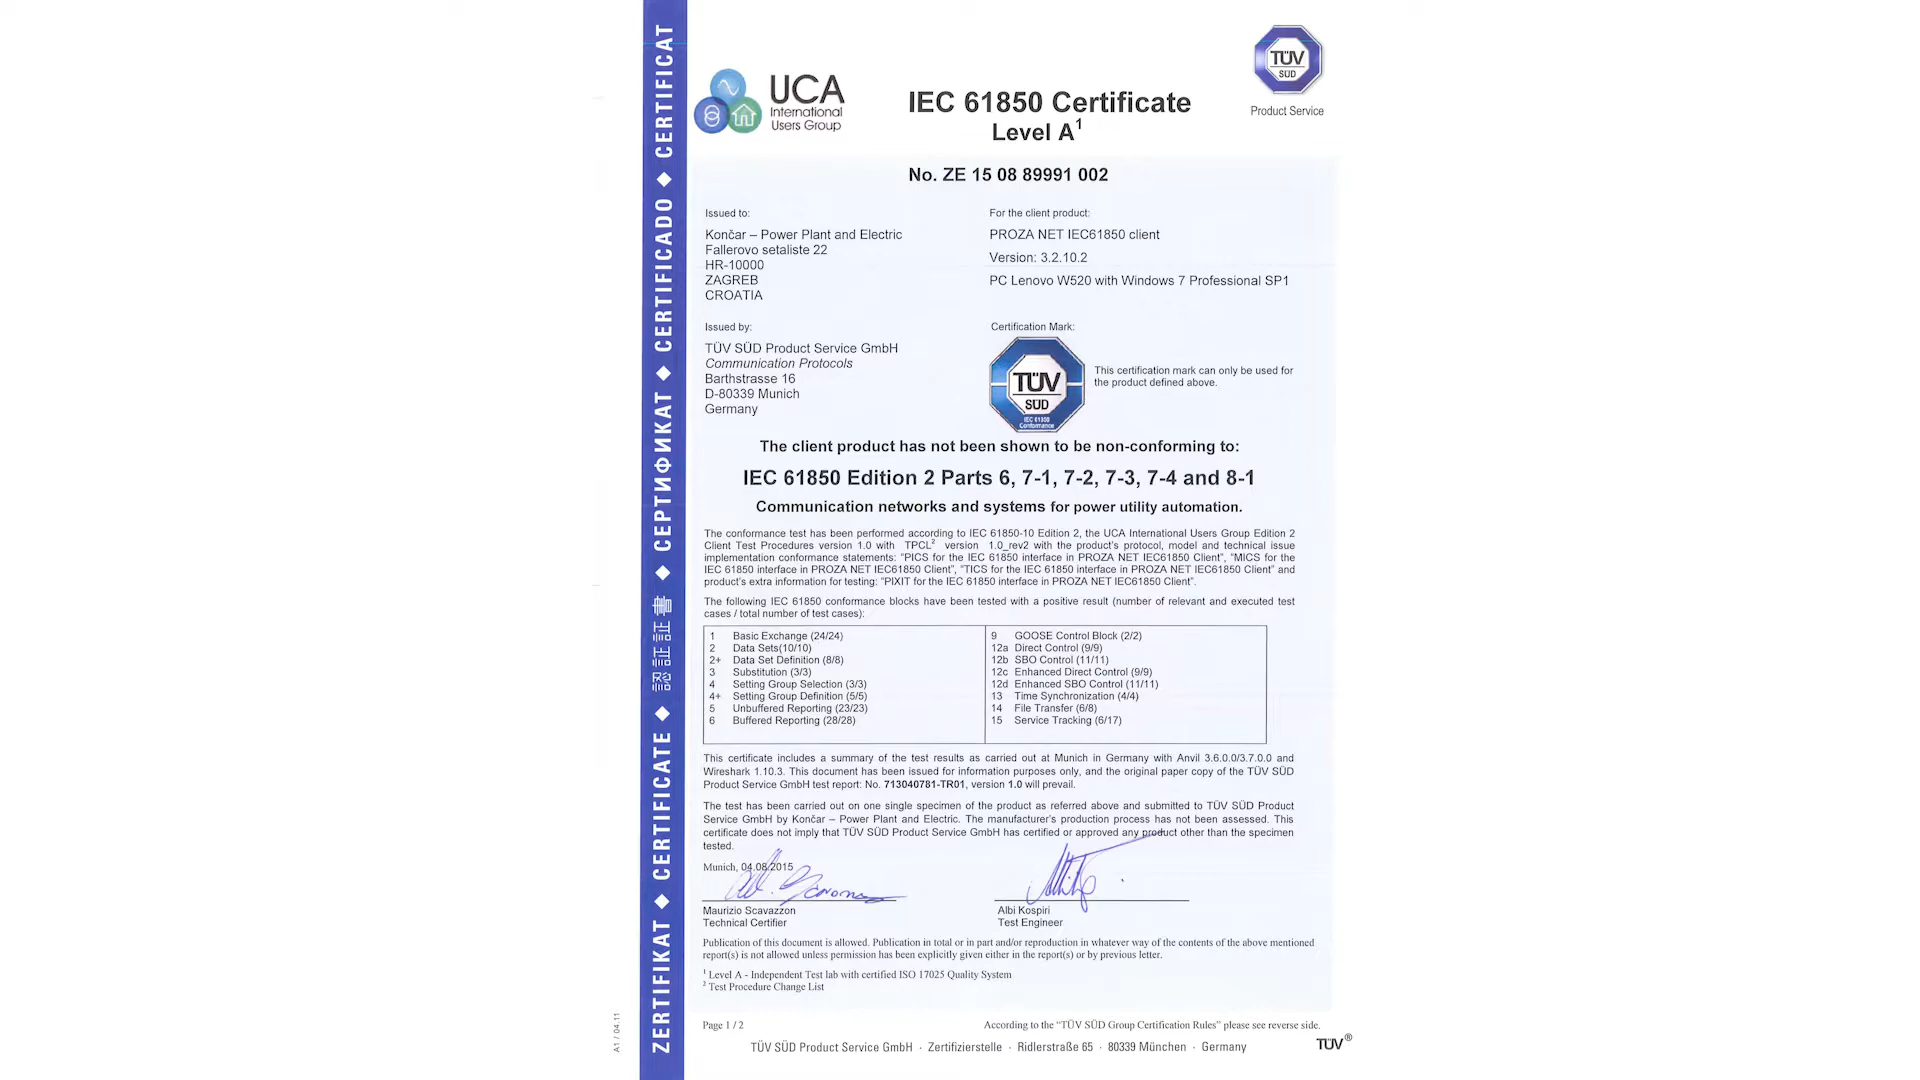 ZERTIFIKAT ◆ CERTIFICATE ◆ 認証証書 ◆ СЕРТИФИКАТ ◆ CERTIFICADO ◆ CERTIFICAT
UCA
International
Users Group
IEC 61850 Certificate
Level A¹
TÜV
SÜD
Product Service
No. ZE 15 08 89991 002
Issued to:
Končar – Power Plant and Electric
Fallerovo setaliste 22
HR-10000
ZAGREB
CROATIA
For the client product:
PROZA NET IEC61850 client
Version: 3.2.10.2
PC Lenovo W520 with Windows 7 Professional SP1
Issued by:
TÜV SÜD Product Service GmbH
Communication Protocols
Barthstrasse 16
D-80339 Munich
Germany
Certification Mark:
TÜV
SÜD
IEC 61850
Conformance
This certification mark can only be used for
the product defined above.
The client product has not been shown to be non-conforming to:
IEC 61850 Edition 2 Parts 6, 7-1, 7-2, 7-3, 7-4 and 8-1
Communication networks and systems for power utility automation.
The conformance test has been performed according to IEC 61850-10 Edition 2, the UCA International Users Group Edition 2
Client Test Procedures version 1.0 with TPCL² version 1.0_rev2 with the product's protocol, model and technical issue
implementation conformance statements: "PICS for the IEC 61850 interface in PROZA NET IEC61850 Client", "MICS for the
IEC 61850 interface in PROZA NET IEC61850 Client", "TICS for the IEC 61850 interface in PROZA NET IEC61850 Client" and
product's extra information for testing: "PIXIT for the IEC 61850 interface in PROZA NET IEC61850 Client".
The following IEC 61850 conformance blocks have been tested with a positive result (number of relevant and executed test
cases / total number of test cases):
1 Basic Exchange (24/24)
2 Data Sets(10/10)
2+ Data Set Definition (8/8)
3 Substitution (3/3)
4 Setting Group Selection (3/3)
4+ Setting Group Definition (5/5)
5 Unbuffered Reporting (23/23)
6 Buffered Reporting (28/28)
9 GOOSE Control Block (2/2)
12a Direct Control (9/9)
12b SBO Control (11/11)
12c Enhanced Direct Control (9/9)
12d Enhanced SBO Control (11/11)
13 Time Synchronization (4/4)
14 File Transfer (6/8)
15 Service Tracking (6/17)
This certificate includes a summary of the test results as carried out at Munich in Germany with Anvil 3.6.0.0/3.7.0.0 and
Wireshark 1.10.3. This document has been issued for information purposes only, and the original paper copy of the TÜV SÜD
Product Service GmbH test report: No. 713040781-TR01, version 1.0 will prevail.
The test has been carried out on one single specimen of the product as referred above and submitted to TÜV SÜD Product
Service GmbH by Končar – Power Plant and Electric. The manufacturer's production process has not been assessed. This
certificate does not imply that TÜV SÜD Product Service GmbH has certified or approved any product other than the specimen
tested.
Munich, 04.08.2015
Maurizio Scavazzon
Technical Certifier
Albi Kospiri
Test Engineer
Publication of this document is allowed. Publication in total or in part and/or reproduction in whatever way of the contents of the above mentioned
report(s) is not allowed unless permission has been explicitly given either in the report(s) or by previous letter.
¹ Level A - Independent Test lab with certified ISO 17025 Quality System
² Test Procedure Change List
A1 / 04.11
Page 1 / 2
According to the "TÜV SÜD Group Certification Rules" please see reverse side.
TÜV SÜD Product Service GmbH · Zertifizierstelle · Ridlerstraße 65 · 80339 München · Germany
TÜV®